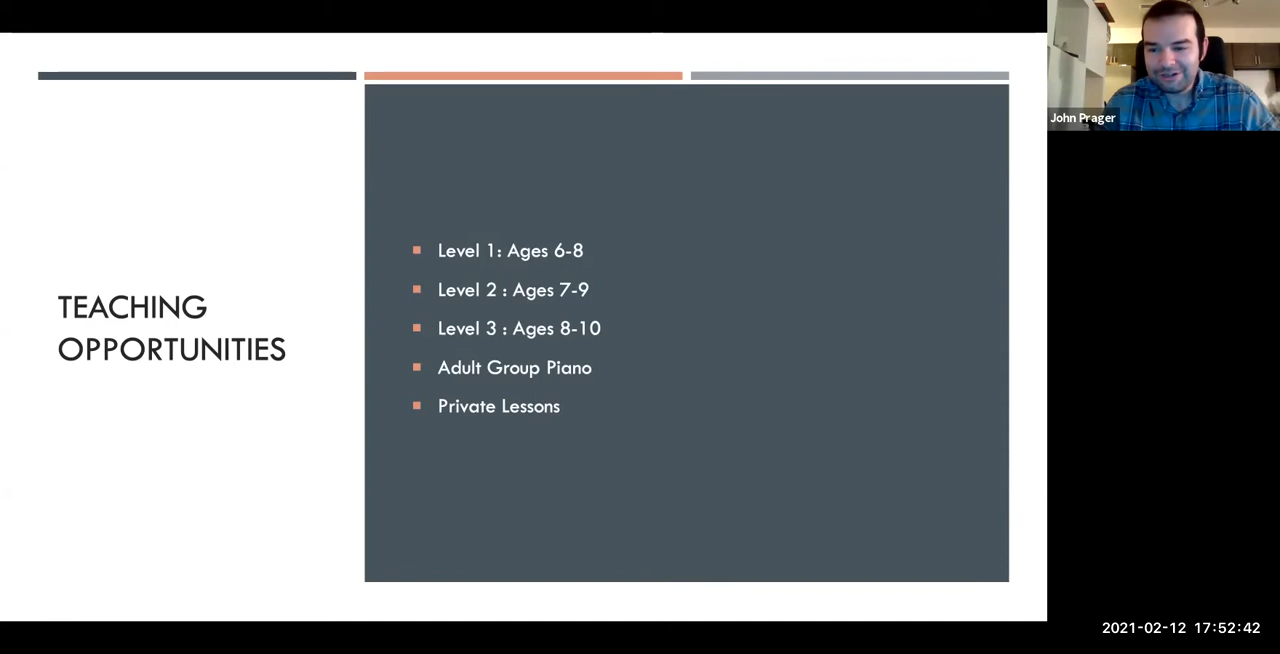 TEACHING
OPPORTUNITIES
Level 1: Ages 6-8
Level 2 : Ages 7-9
Level 3 : Ages 8-10
Adult Group Piano
Private Lessons
John Prager
2021-02-12 17:52:42